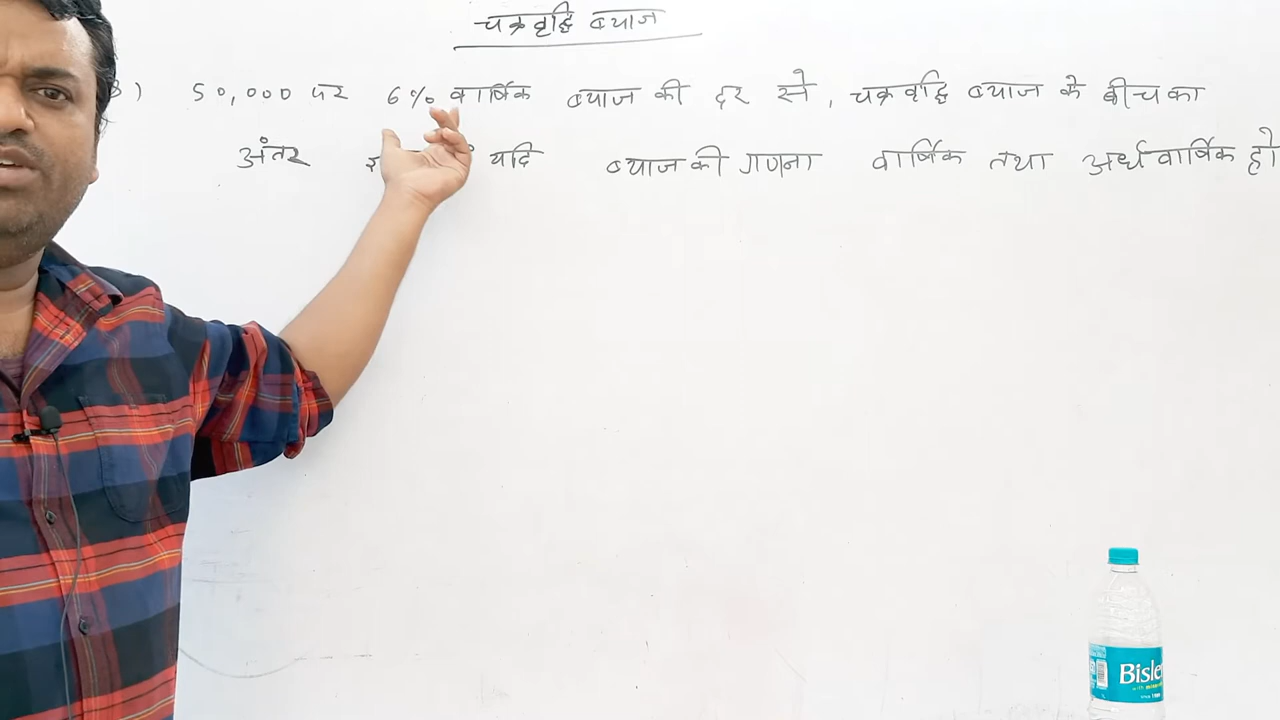 चक्रवृद्धि ब्याज
) 50,000 पर 6% वार्षिक ब्याज की दर से, चक्रवृद्धि ब्याज के बीच का
अंतर यदि ब्याज की गणना वार्षिक तथा अर्धवार्षिक हो
Bisle